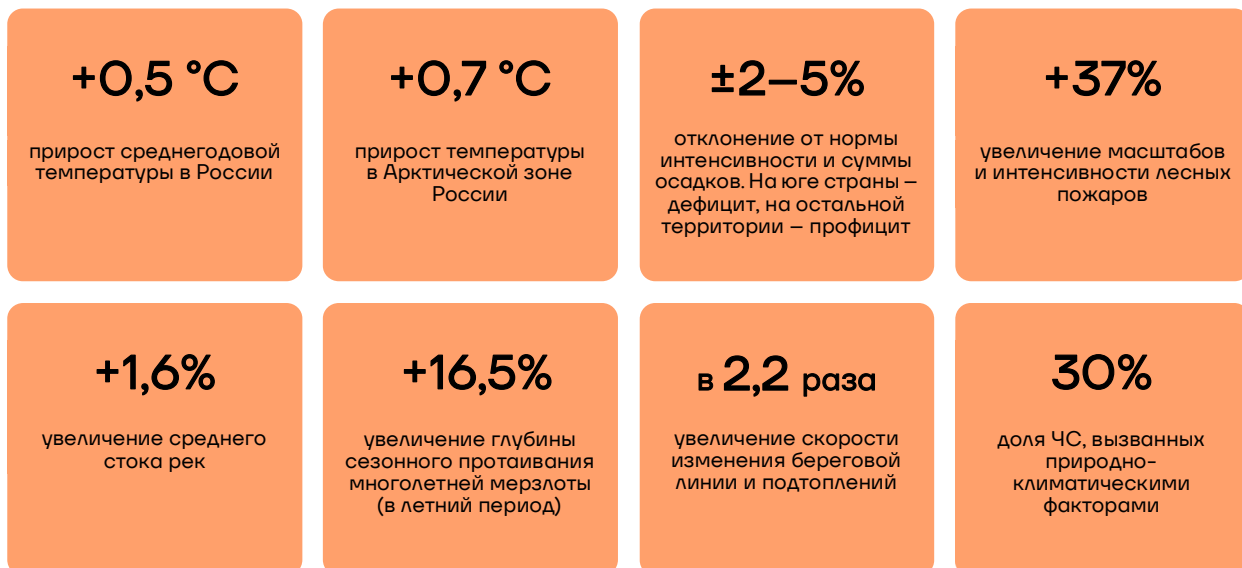 +0,5 °C
прирост среднегодовой
температуры в России
+0,7 °C
прирост температуры
в Арктической зоне
России
±2–5%
отклонение от нормы
интенсивности и суммы
осадков. На юге страны –
дефицит, на остальной
территории – профицит
+37%
увеличение масштабов
и интенсивности лесных
пожаров
+1,6%
увеличение среднего
стока рек
+16,5%
увеличение глубины
сезонного протаивания
многолетней мерзлоты
(в летний период)
в 2,2 раза
увеличение скорости
изменения береговой
линии и подтоплений
30%
доля ЧС, вызванных
природно-
климатическими
факторами